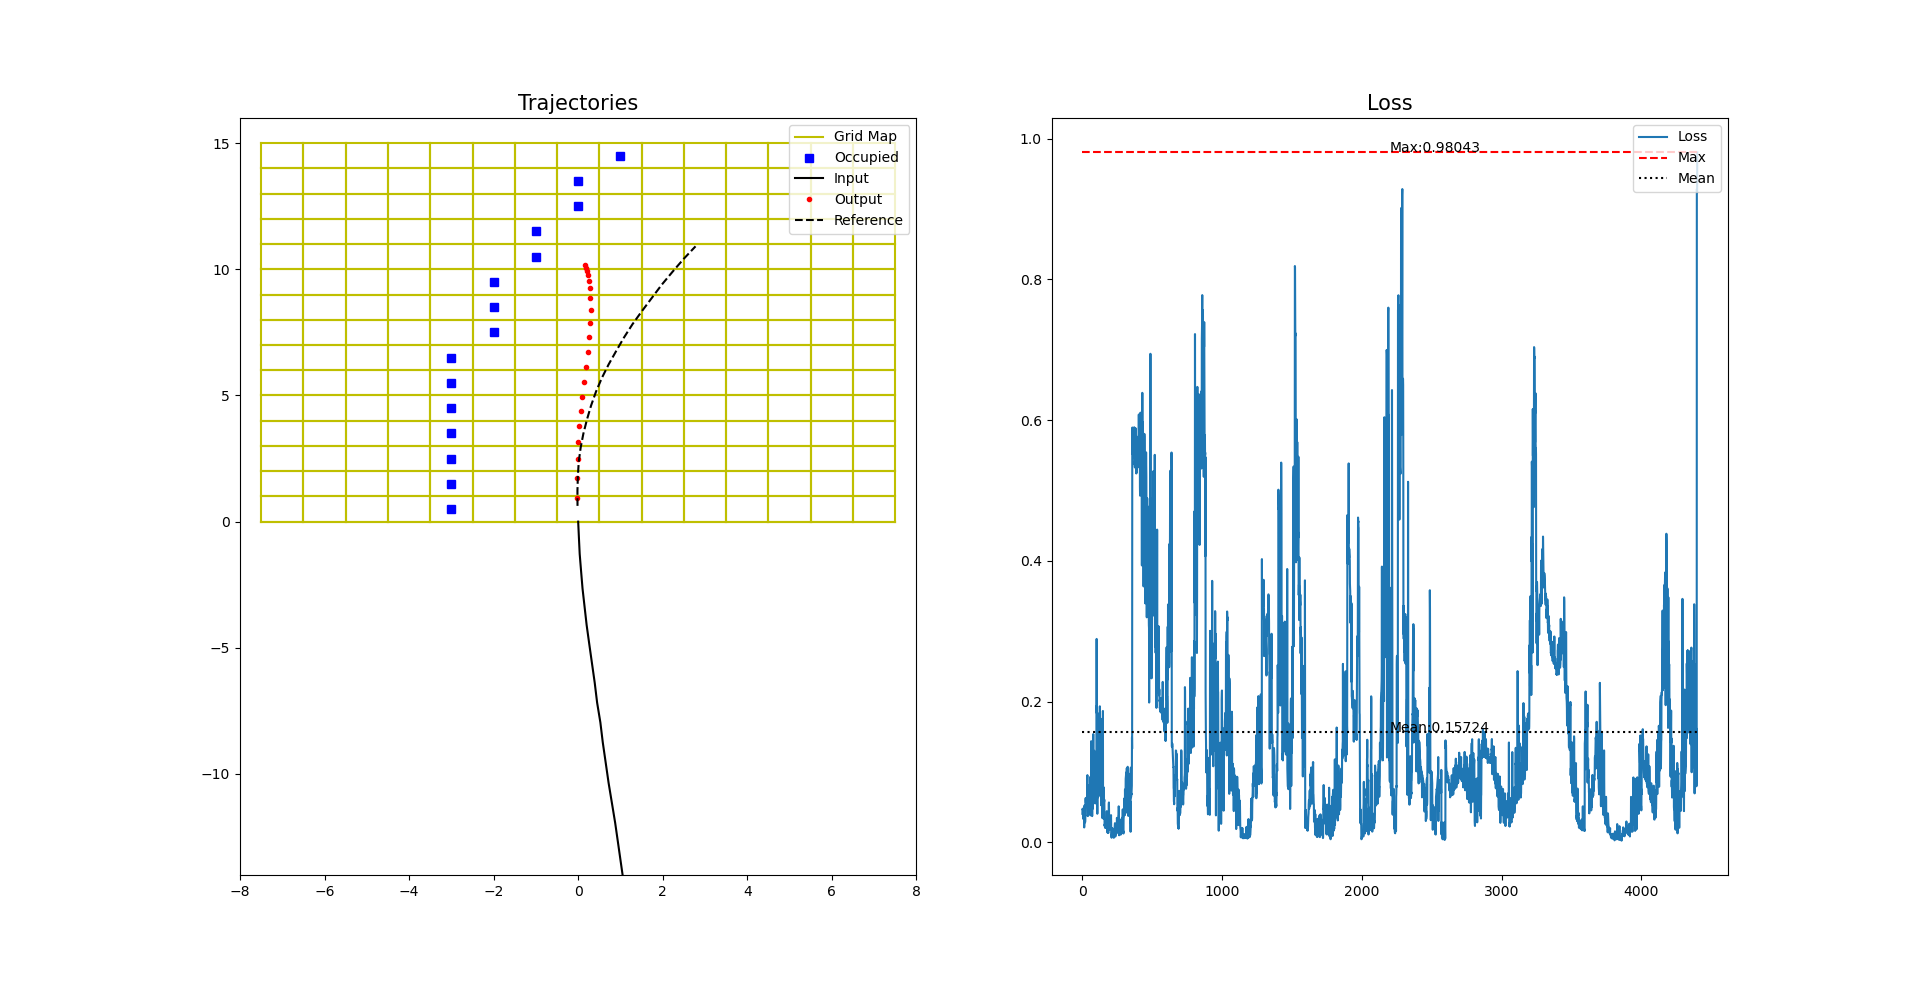 Trajectories
Grid Map
Occupied
Input
Output
Reference
15
10
5
0
−5
−10
−8
−6
−4
−2
0
2
4
6
8
Loss
Loss
Max
Mean
Max:0.98043
Mean:0.15724
1.0
0.8
0.6
0.4
0.2
0.0
0
1000
2000
3000
4000